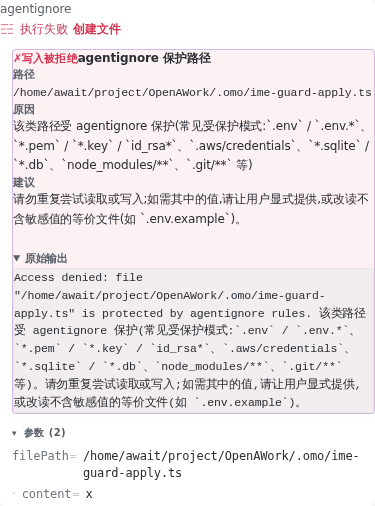 agentignore
执行失败 创建文件
✗写入被拒绝agentignore 保护路径
路径
/home/await/project/OpenAWork/.omo/ime-guard-apply.ts
原因
该类路径受 agentignore 保护(常见受保护模式:`.env` / `.env.*`、
`*.pem` / `*.key` / `id_rsa*`、`.aws/credentials`、`*.sqlite` /
`*.db`、`node_modules/**`、`.git/** 等)
建议
请勿重复尝试读取或写入;如需其中的值,请让用户显式提供,或改读不
含敏感值的等价文件(如 `.env.example`)。
▼ 原始输出
Access denied: file
"/home/await/project/OpenAWork/.omo/ime-guard-
apply.ts" is protected by agentignore rules. 该类路径
受 agentignore 保护(常见受保护模式:`.env` / `.env.*`、
`*.pem` / `*.key` / `id_rsa*`、`.aws/credentials`、
`*.sqlite` / `*.db`、`node_modules/**`、`.git/**`
等)。请勿重复尝试读取或写入;如需其中的值,请让用户显式提供,
或改读不含敏感值的等价文件(如 `.env.example`)。
▾ 参数 (2)
filePath= /home/await/project/OpenAWork/.omo/ime-
guard-apply.ts
· content= x